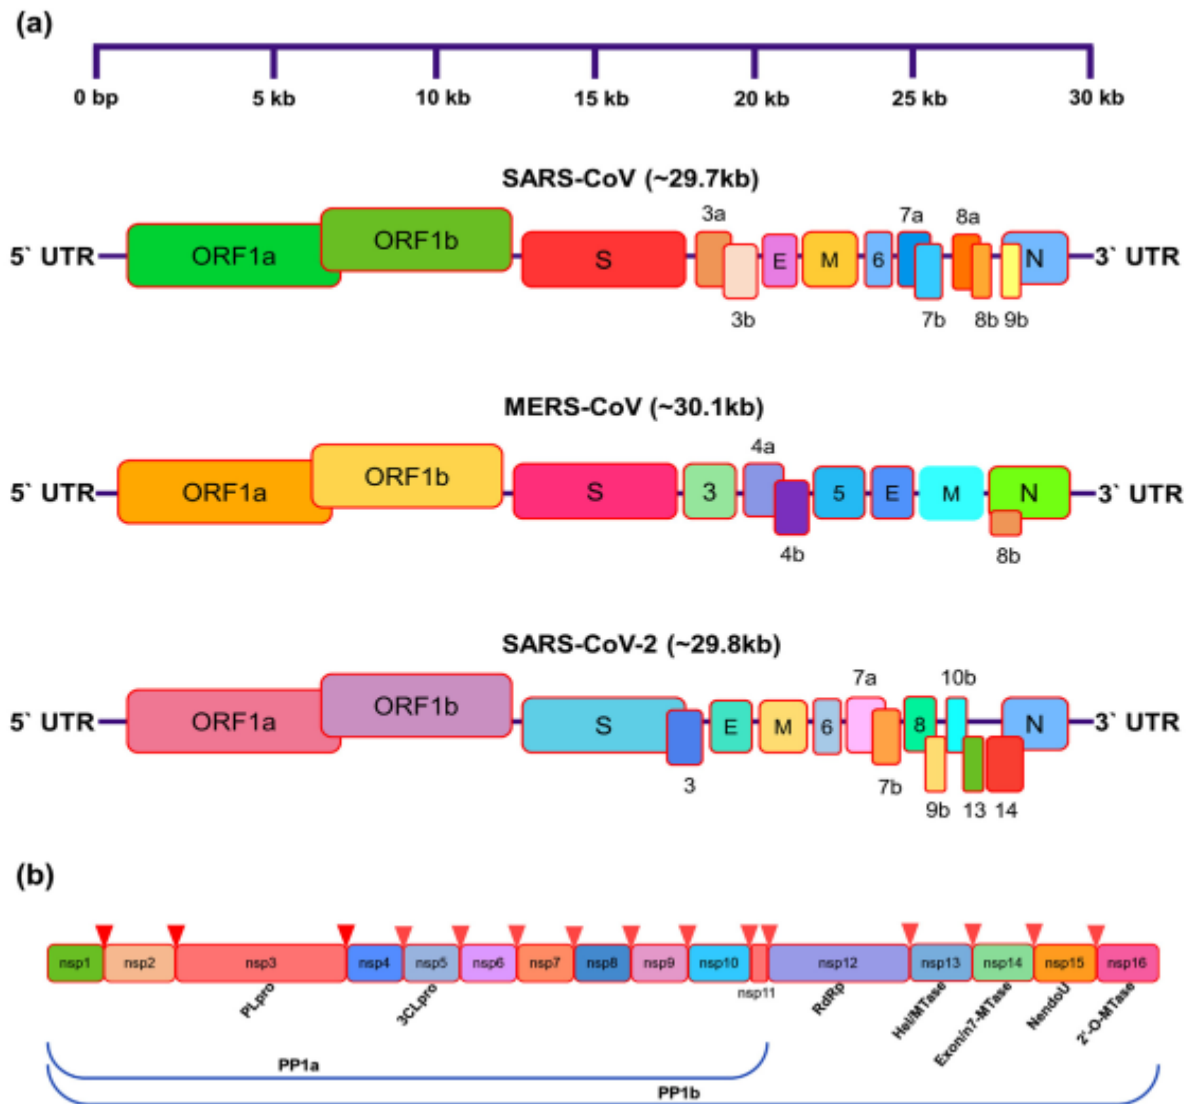 (a)
0 bp 5 kb 10 kb 15 kb 20 kb 25 kb 30 kb
SARS-CoV (~29.7kb)
3a 7a 8a
5` UTR ORF1a ORF1b S E M 6 N 3` UTR
3b 7b 8b 9b
MERS-CoV (~30.1kb)
4a
5` UTR ORF1a ORF1b S 3 5 E M N 3` UTR
4b 8b
SARS-CoV-2 (~29.8kb)
7a 10b
5` UTR ORF1a ORF1b S E M 6 8 N 3` UTR
3 7b 9b 13 14
(b)
nsp1 nsp2 nsp3 nsp4 nsp5 nsp6 nsp7 nsp8 nsp9 nsp10 nsp12 nsp13 nsp14 nsp15 nsp16
nsp11
PLpro 3CLpro RdRp Hel/MTase Exon/n7-MTase NendoU 2'-O-MTase
PP1a
PP1b